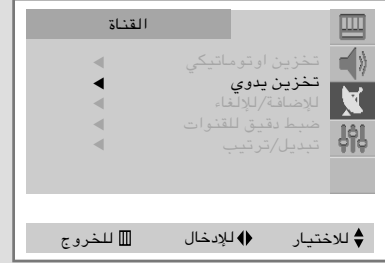 القناة
تخزين اوتوماتيكي
تخزين يدوي
للإضافة/للإلغاء
ضبط دقيق للقنوات
تبديل/ترتيب
للاختيار للإدخال للخروج